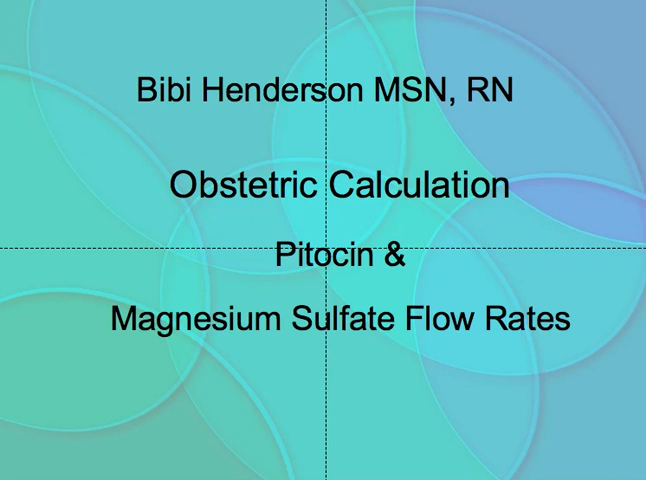 Bibi Henderson MSN, RN
Obstetric Calculation
Pitocin &
Magnesium Sulfate Flow Rates